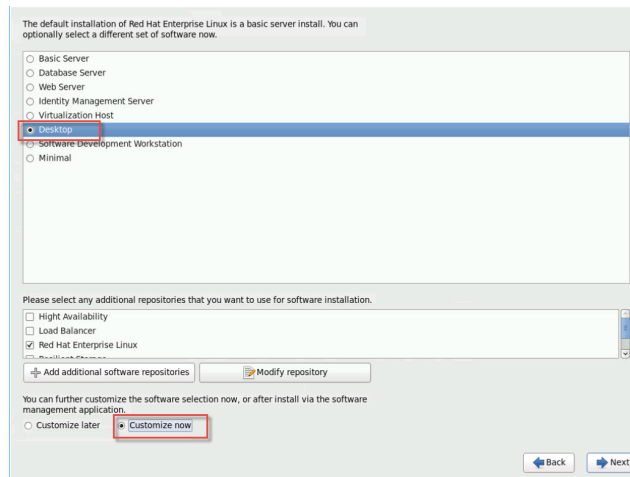 The default installation of Red Hat Enterprise Linux is a basic server install. You can
optionally select a different set of software now.
Basic Server
Database Server
Web Server
Identity Management Server
Virtualization Host
Desktop
Software Development Workstation
Minimal
Please select any additional repositories that you want to use for software installation.
Hight Availability
Load Balancer
Red Hat Enterprise Linux
Resilient Storage
Add additional software repositories
Modify repository
You can further customize the software selection now, or after install via the software
management application.
Customize later
Customize now
Back
Next